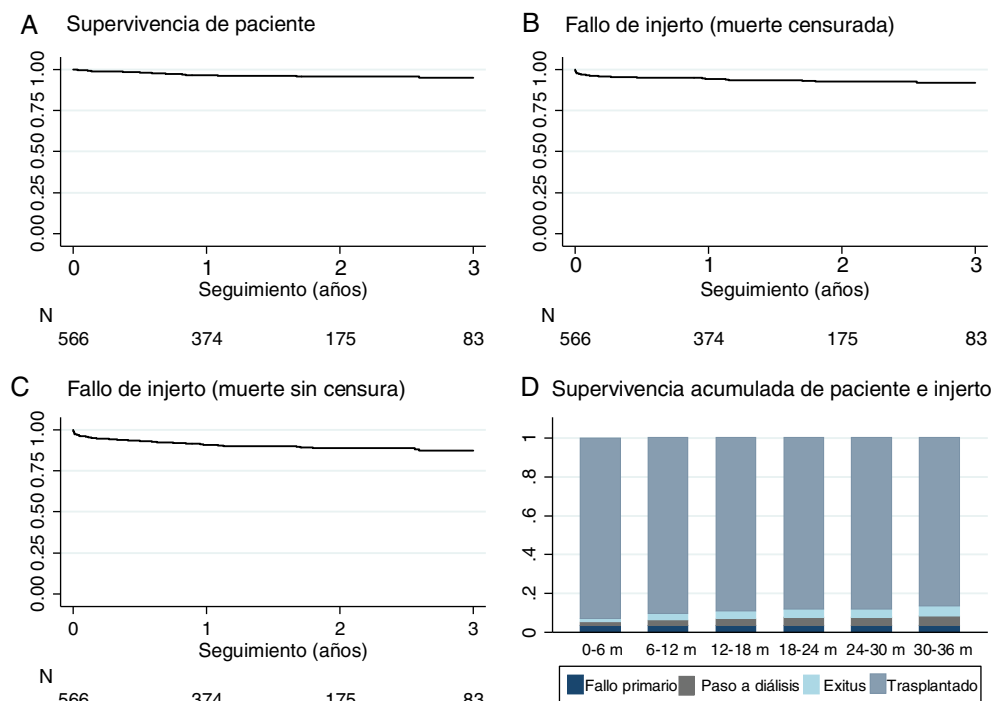 A Supervivencia de paciente
0.00 0.25 0.50 0.75 1.00
0 1 2 3
Seguimiento (años)
N
566 374 175 83
B Fallo de injerto (muerte censurada)
0.00 0.25 0.50 0.75 1.00
0 1 2 3
Seguimiento (años)
N
566 374 175 83
C Fallo de injerto (muerte sin censura)
0.00 0.25 0.50 0.75 1.00
0 1 2 3
Seguimiento (años)
N
566 374 175 83
D Supervivencia acumulada de paciente e injerto
0 .2 .4 .6 .8 1
0-6 m 6-12 m 12-18 m 18-24 m 24-30 m 30-36 m
Fallo primario Paso a diálisis Exitus Trasplantado